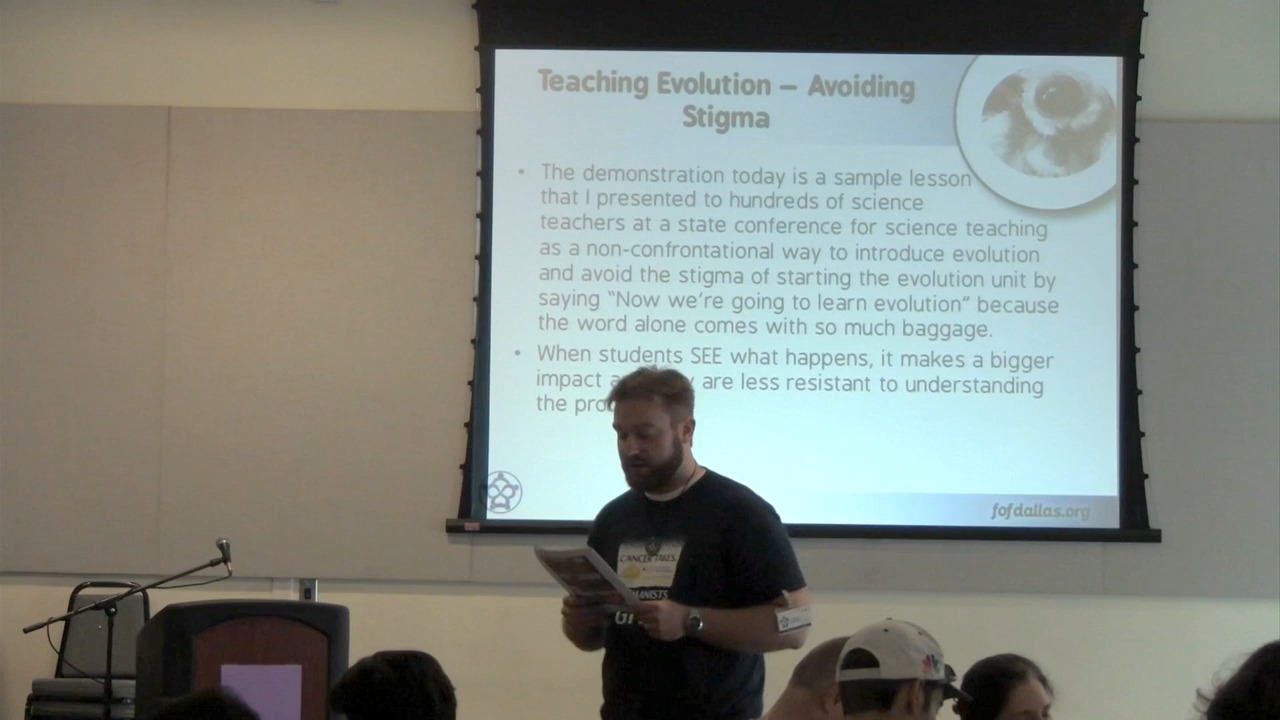 Teaching Evolution – Avoiding
Stigma
• The demonstration today is a sample lesson
that I presented to hundreds of science
teachers at a state conference for science teaching
as a non-confrontational way to introduce evolution
and avoid the stigma of starting the evolution unit by
saying “Now we’re going to learn evolution” because
the word alone comes with so much baggage.
• When students SEE what happens, it makes a bigger
impact are less resistant to understanding
the
fofdallas.org
CANCER TAKES